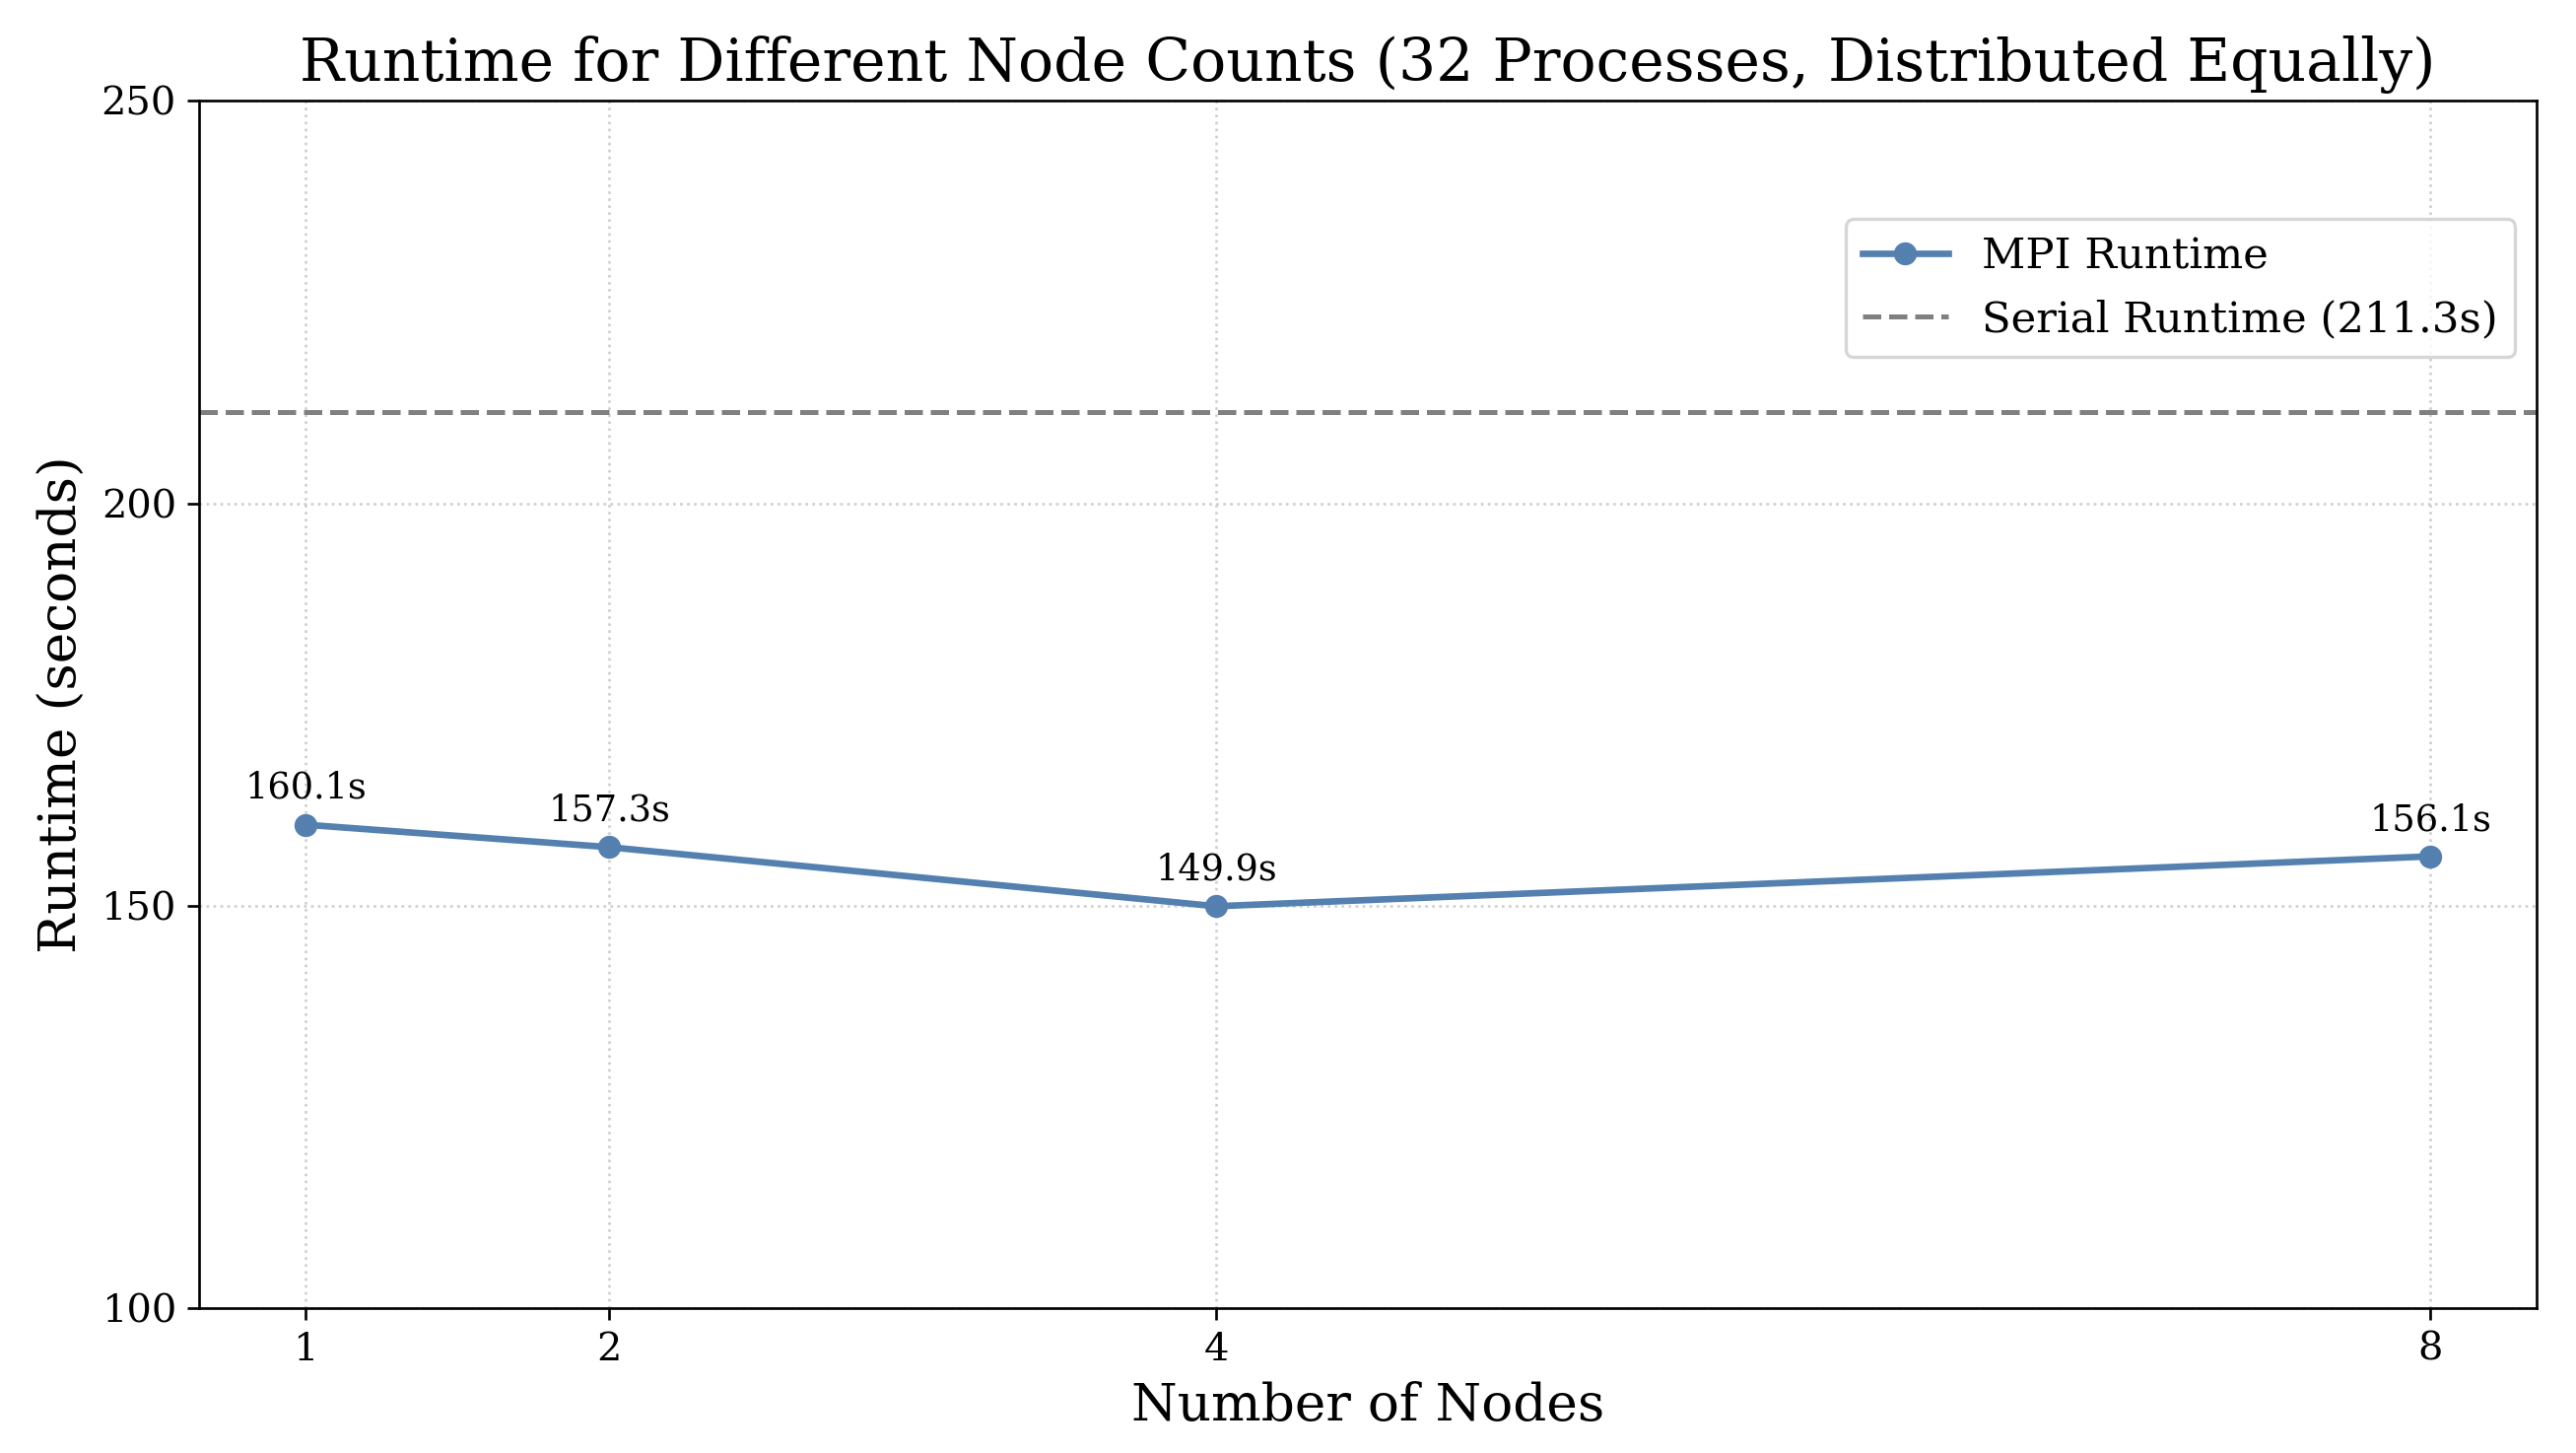 Runtime for Different Node Counts (32 Processes, Distributed Equally)
250
200
150
100
Runtime (seconds)
MPI Runtime
Serial Runtime (211.3s)
160.1s
157.3s
149.9s
156.1s
1
2
4
8
Number of Nodes